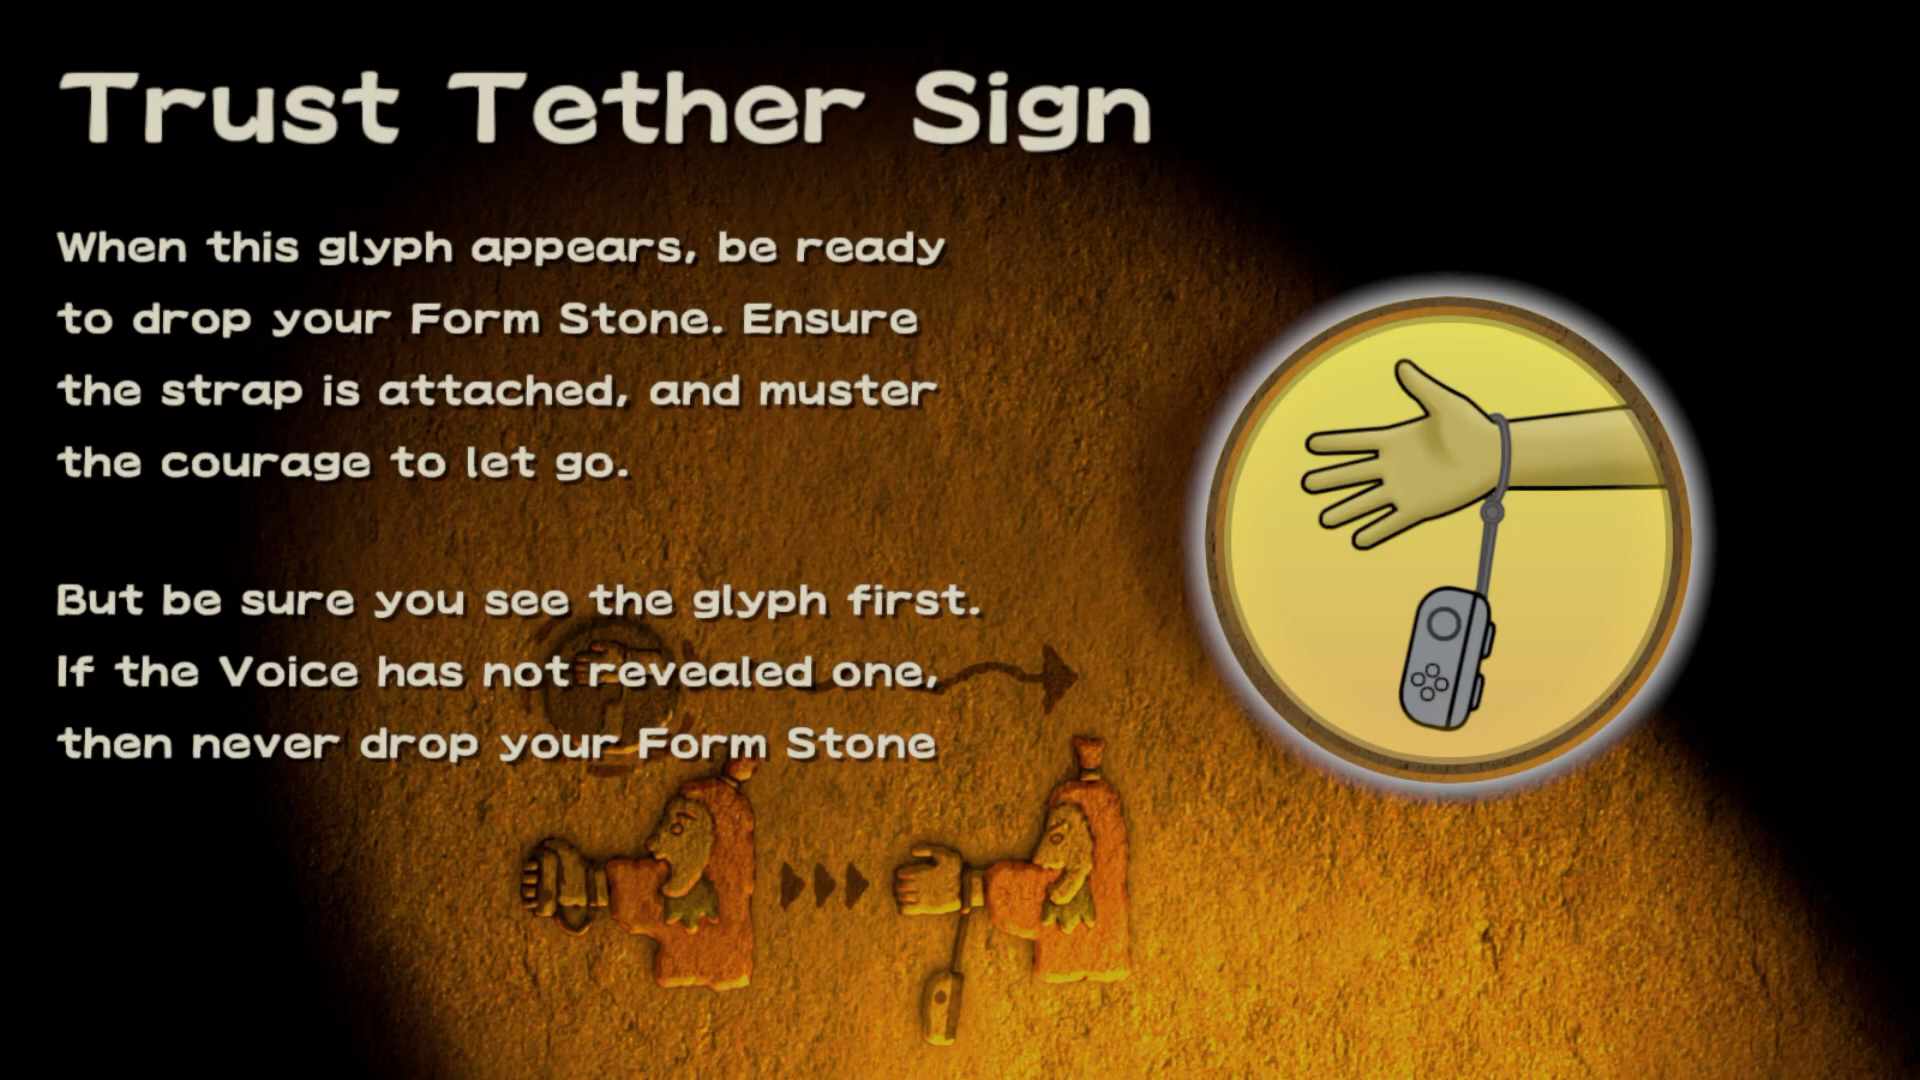 Trust Tether Sign
When this glyph appears, be ready
to drop your Form Stone. Ensure
the strap is attached, and muster
the courage to let go.
But be sure you see the glyph first.
If the Voice has not revealed one,
then never drop your Form Stone